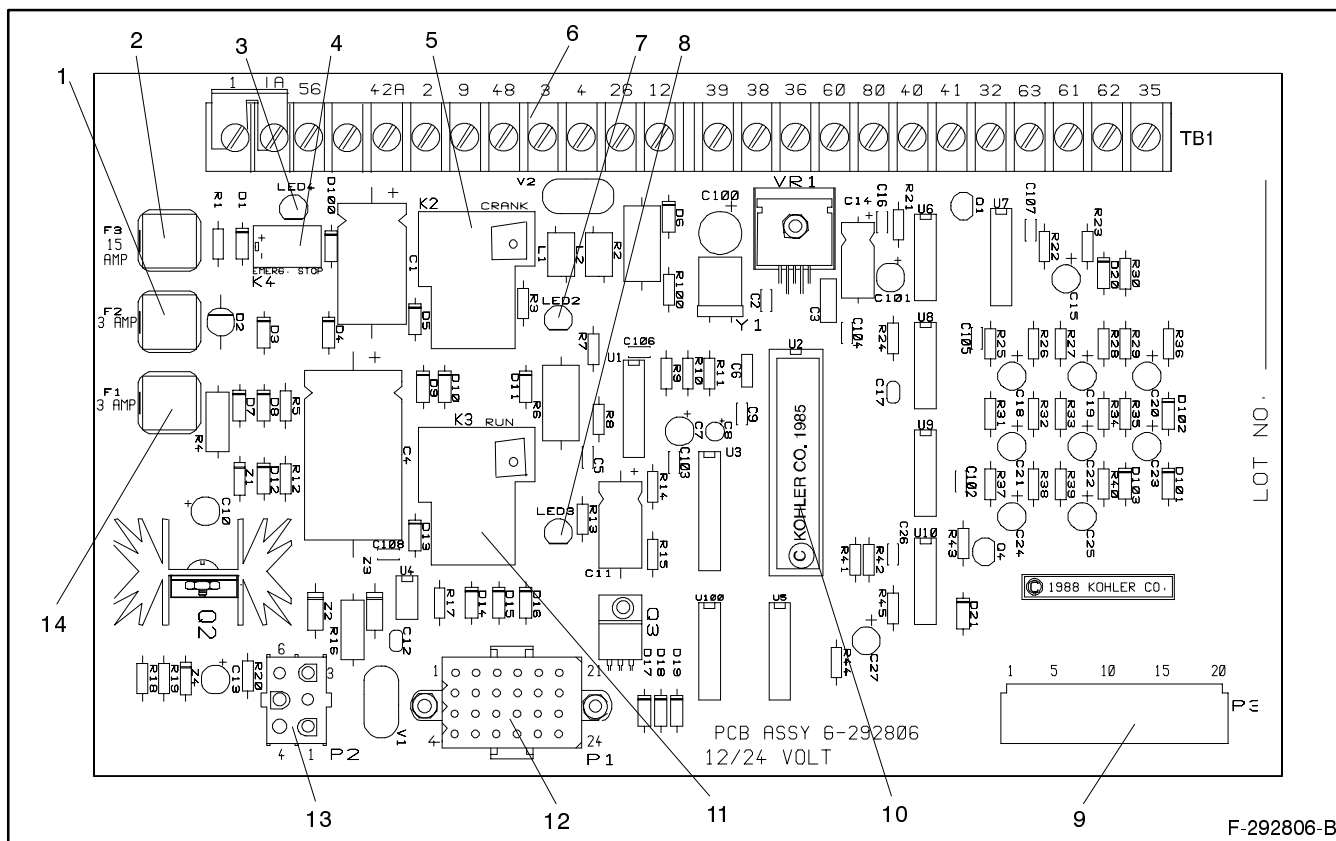 1 2 3 4 5 6 7 8
1 1A 56 42A 2 9 48 3 4 26 12 39 38 36 60 80 40 41 32 63 61 62 35
TB1
F3 15 AMP
R1 D1 LED4 D100
K4 EMERG. STOP
C1
K2 CRANK
V2
L1 L2 R2 D6 R100
C100
VR1
C14 C16 R21 U6 Q1 U7 C107 R22 R23
C101 C15 D20 R30
F2 3 AMP
D2 D3 D4 D5 R3 LED2
C2 Y1 C3 C104 R24 U8
C105 R25 R26 R27 R28 R29 R36
R7 C106 U1 R9 R10 R11 C6 U2
F1 3 AMP
R4 D7 D8 R5 C4 D9 D10 D11 R6 R8
K3 RUN
C7 C8 C9 C17 U9
C18 C19 C20
R31 R32 R33 R34 R35 D102
Z1 D12 R12
C5 C103 U3 R14
© KOHLER CO. 1985
C102 R37 R38 R39 R40 D103 D101
C21 C22 C23
LOT NO.
C10
LED3 R13 C11 R15
C24 C25
Q2
C108 Z3 D13 U4
R41 R42 C26 U10 R43 Q4
© 1988 KOHLER CO.
Z2 R16 C12 R17 D14 D15 D16
Q3
U100 U5
R45 D21 C27 R44
R18 R19 Z4 C13 R20
6 3 4 1 P2
V1
1 21 4 24 P1
D17 D18 D19
PCB ASSY 6-292806
12/24 VOLT
1 5 10 15 20
P3
14
13 12 11 10 9
F-292806-B